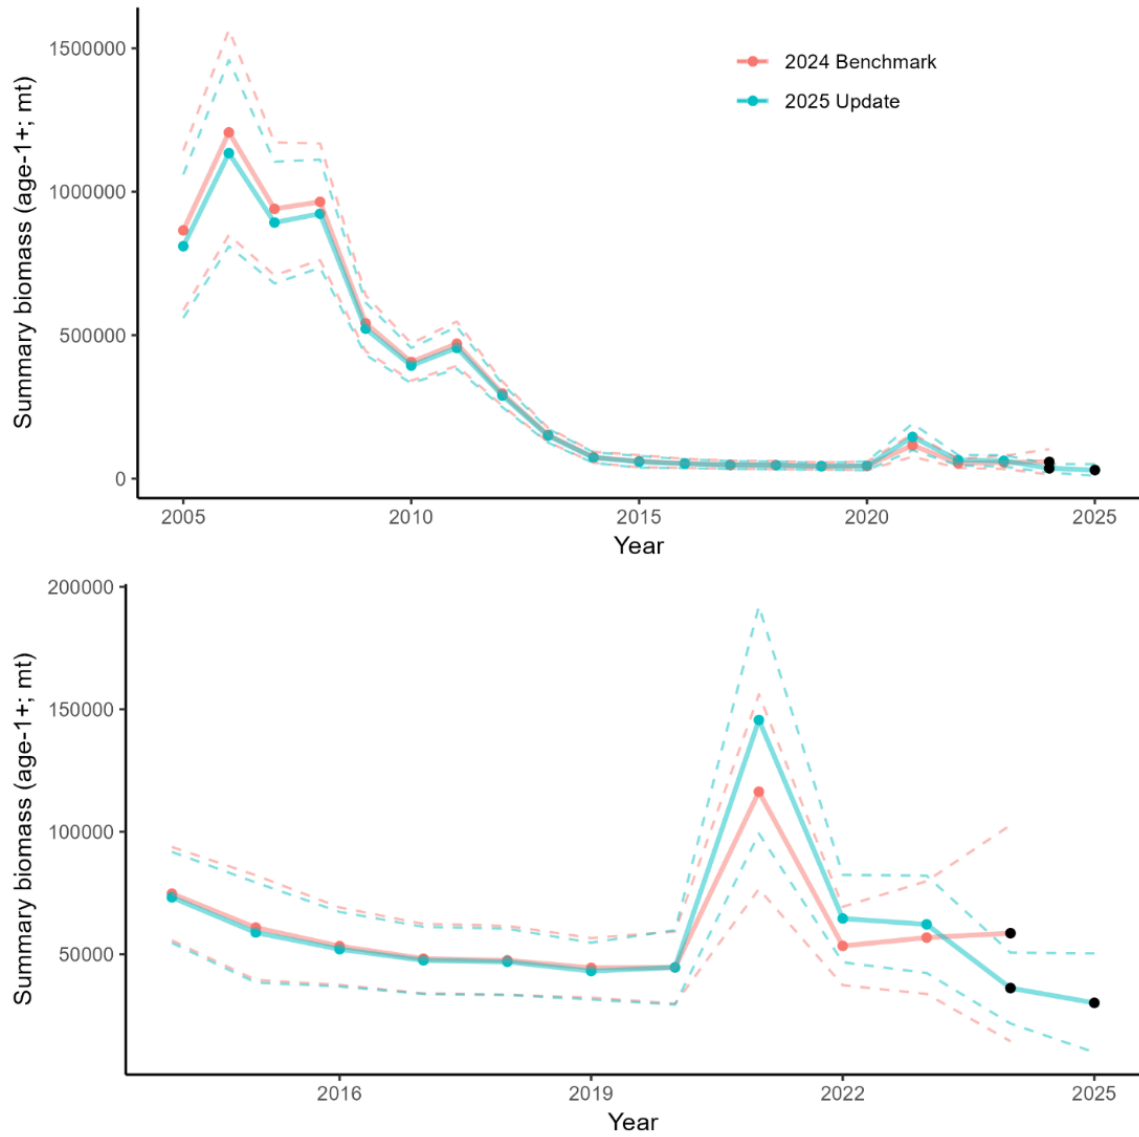 Summary biomass (age-1+; mt)
1500000
1000000
500000
0
2024 Benchmark
2025 Update
2005
2010
2015
2020
2025
Year
Summary biomass (age-1+; mt)
200000
150000
100000
50000
2016
2019
2022
2025
Year